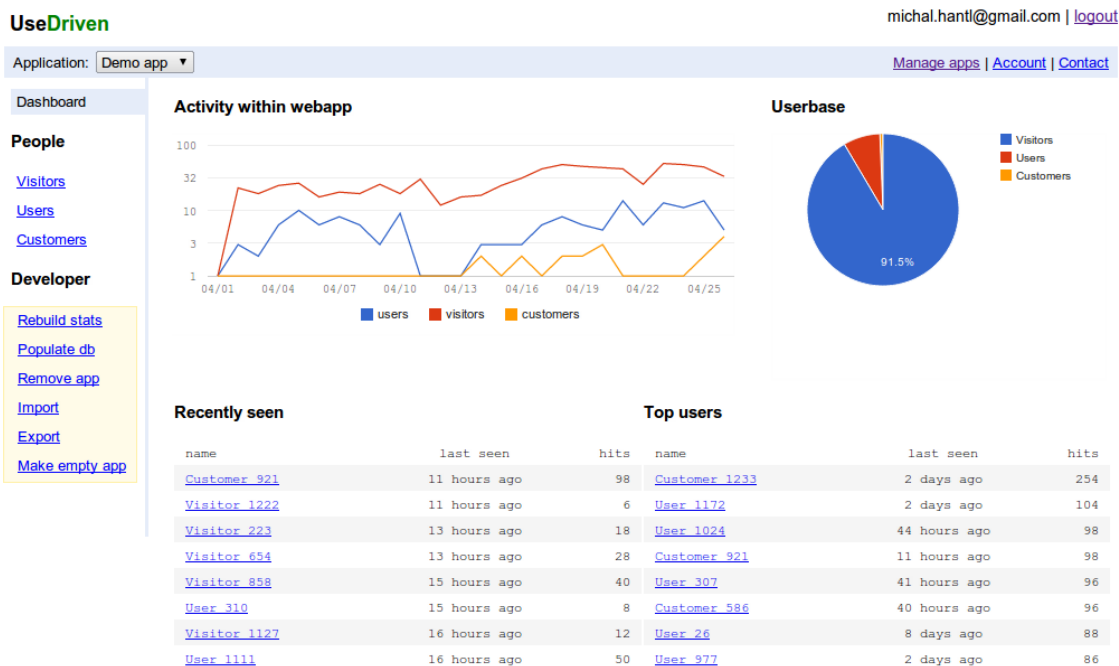 UseDriven
michal.hantl@gmail.com | logout
Application: Demo app ▼
Manage apps | Account | Contact
Dashboard
People
Visitors
Users
Customers
Developer
Rebuild stats
Populate db
Remove app
Import
Export
Make empty app
Activity within webapp
100
32
10
3
1
04/01 04/04 04/07 04/10 04/13 04/16 04/19 04/22 04/25
users visitors customers
Userbase
91.5%
Visitors
Users
Customers
Recently seen
name last seen hits
Customer 921 11 hours ago 98
Visitor 1222 11 hours ago 6
Visitor 223 13 hours ago 18
Visitor 654 13 hours ago 28
Visitor 858 15 hours ago 40
User 310 15 hours ago 8
Visitor 1127 16 hours ago 12
User 1111 16 hours ago 50
Top users
name last seen hits
Customer 1233 2 days ago 254
User 1172 2 days ago 104
User 1024 44 hours ago 98
Customer 921 11 hours ago 98
User 307 41 hours ago 96
Customer 586 40 hours ago 96
User 26 8 days ago 88
User 977 2 days ago 86